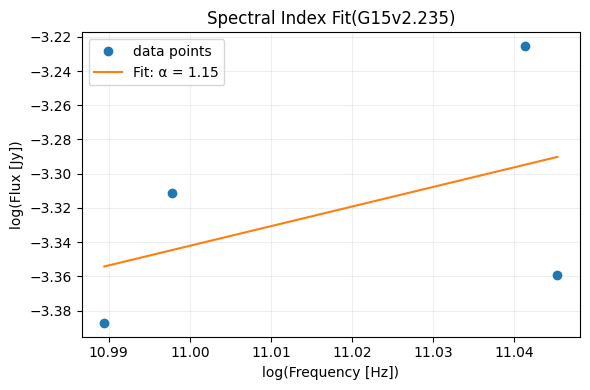 Spectral Index Fit(G15v2.235)
data points
Fit: α = 1.15
log(Flux [Jy])
−3.22
−3.24
−3.26
−3.28
−3.30
−3.32
−3.34
−3.36
−3.38
10.99 11.00 11.01 11.02 11.03 11.04
log(Frequency [Hz])